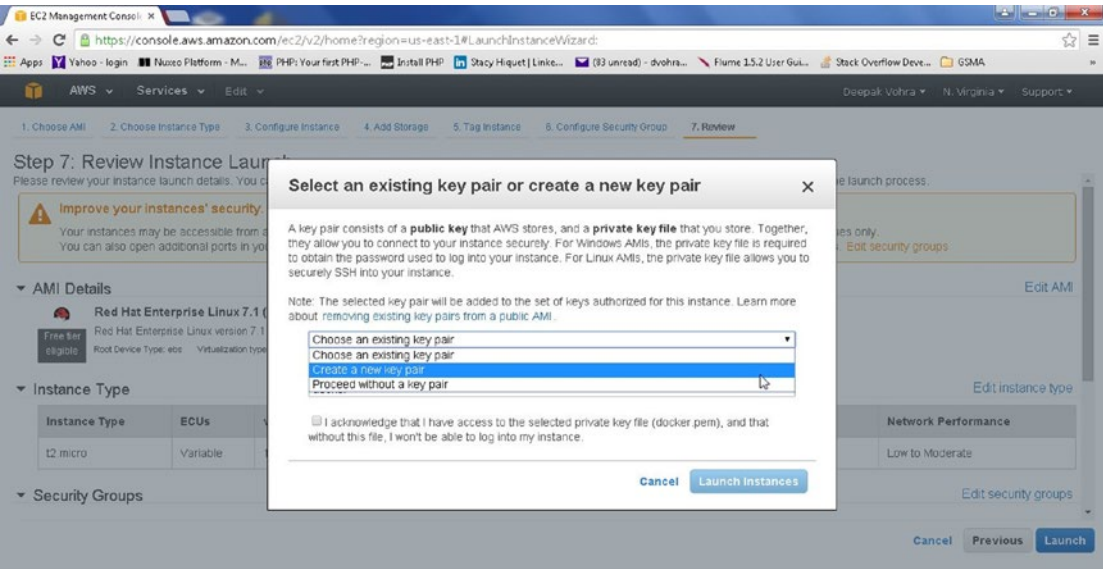 EC2 Management Consol
https://console.aws.amazon.com/ec2/v2/home?region=us-east-1#LaunchInstanceWizard:
Apps Yahoo - login Nuxeo Platform - M... PHP: Your first PHP-... Install PHP Stacy Hiquet | Linke... (83 unread) - dvohra... Flume 1.5.2 User Gui... Stack Overflow Deve... GSMA »
AWS Services Edit Deepak Vohra N. Virginia Support
1. Choose AMI 2. Choose Instance Type 3. Configure Instance 4. Add Storage 5. Tag Instance 6. Configure Security Group 7. Review
Step 7: Review Instance Launch
Please review your instance launch details. You c e launch process.
Improve your instances' security.
Your instances may be accessible from a es only.
You can also open additional ports in you Edit security groups
AMI Details Edit AMI
Red Hat Enterprise Linux 7.1 (
Free tier eligible
Red Hat Enterprise Linux version 7.1
Root Device Type: ebs Virtualization type
Instance Type Edit instance type
Instance Type ECUs v Network Performance
t2.micro Variable 1 Low to Moderate
Security Groups Edit security groups
Cancel Previous Launch
Select an existing key pair or create a new key pair
A key pair consists of a public key that AWS stores, and a private key file that you store. Together,
they allow you to connect to your instance securely. For Windows AMIs, the private key file is required
to obtain the password used to log into your instance. For Linux AMIs, the private key file allows you to
securely SSH into your instance.
Note: The selected key pair will be added to the set of keys authorized for this instance. Learn more
about removing existing key pairs from a public AMI .
Choose an existing key pair
Choose an existing key pair
Create a new key pair
Proceed without a key pair
I acknowledge that I have access to the selected private key file (docker.pem), and that
without this file, I won't be able to log into my instance.
Cancel Launch Instances